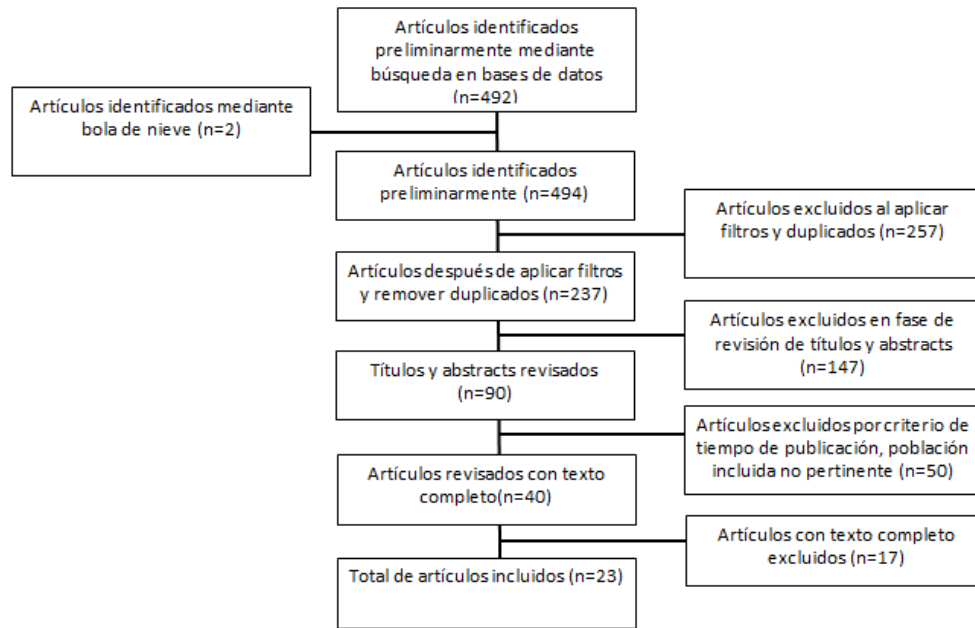 Artículos identificados
preliminarmente mediante
búsqueda en bases de datos
(n=492)
Artículos identificados mediante
bola de nieve (n=2)
Artículos identificados
preliminarmente (n=494)
Artículos excluidos al aplicar
filtros y duplicados (n=257)
Artículos después de aplicar filtros
y remover duplicados (n=237)
Artículos excluidos en fase de
revisión de títulos y abstracts
(n=147)
Títulos y abstracts revisados
(n=90)
Artículos excluidos por criterio de
tiempo de publicación, población
incluida no pertinente (n=50)
Artículos revisados con texto
completo(n=40)
Artículos con texto completo
excluidos (n=17)
Total de artículos incluidos (n=23)